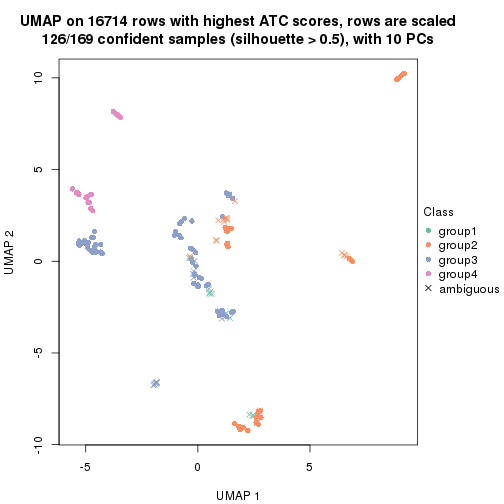 UMAP on 16714 rows with highest ATC scores, rows are scaled
126/169 confident samples (silhouette > 0.5), with 10 PCs
10
5
0
-5
-10
UMAP 2
-5
0
5
UMAP 1
Class
group1
group2
group3
group4
ambiguous